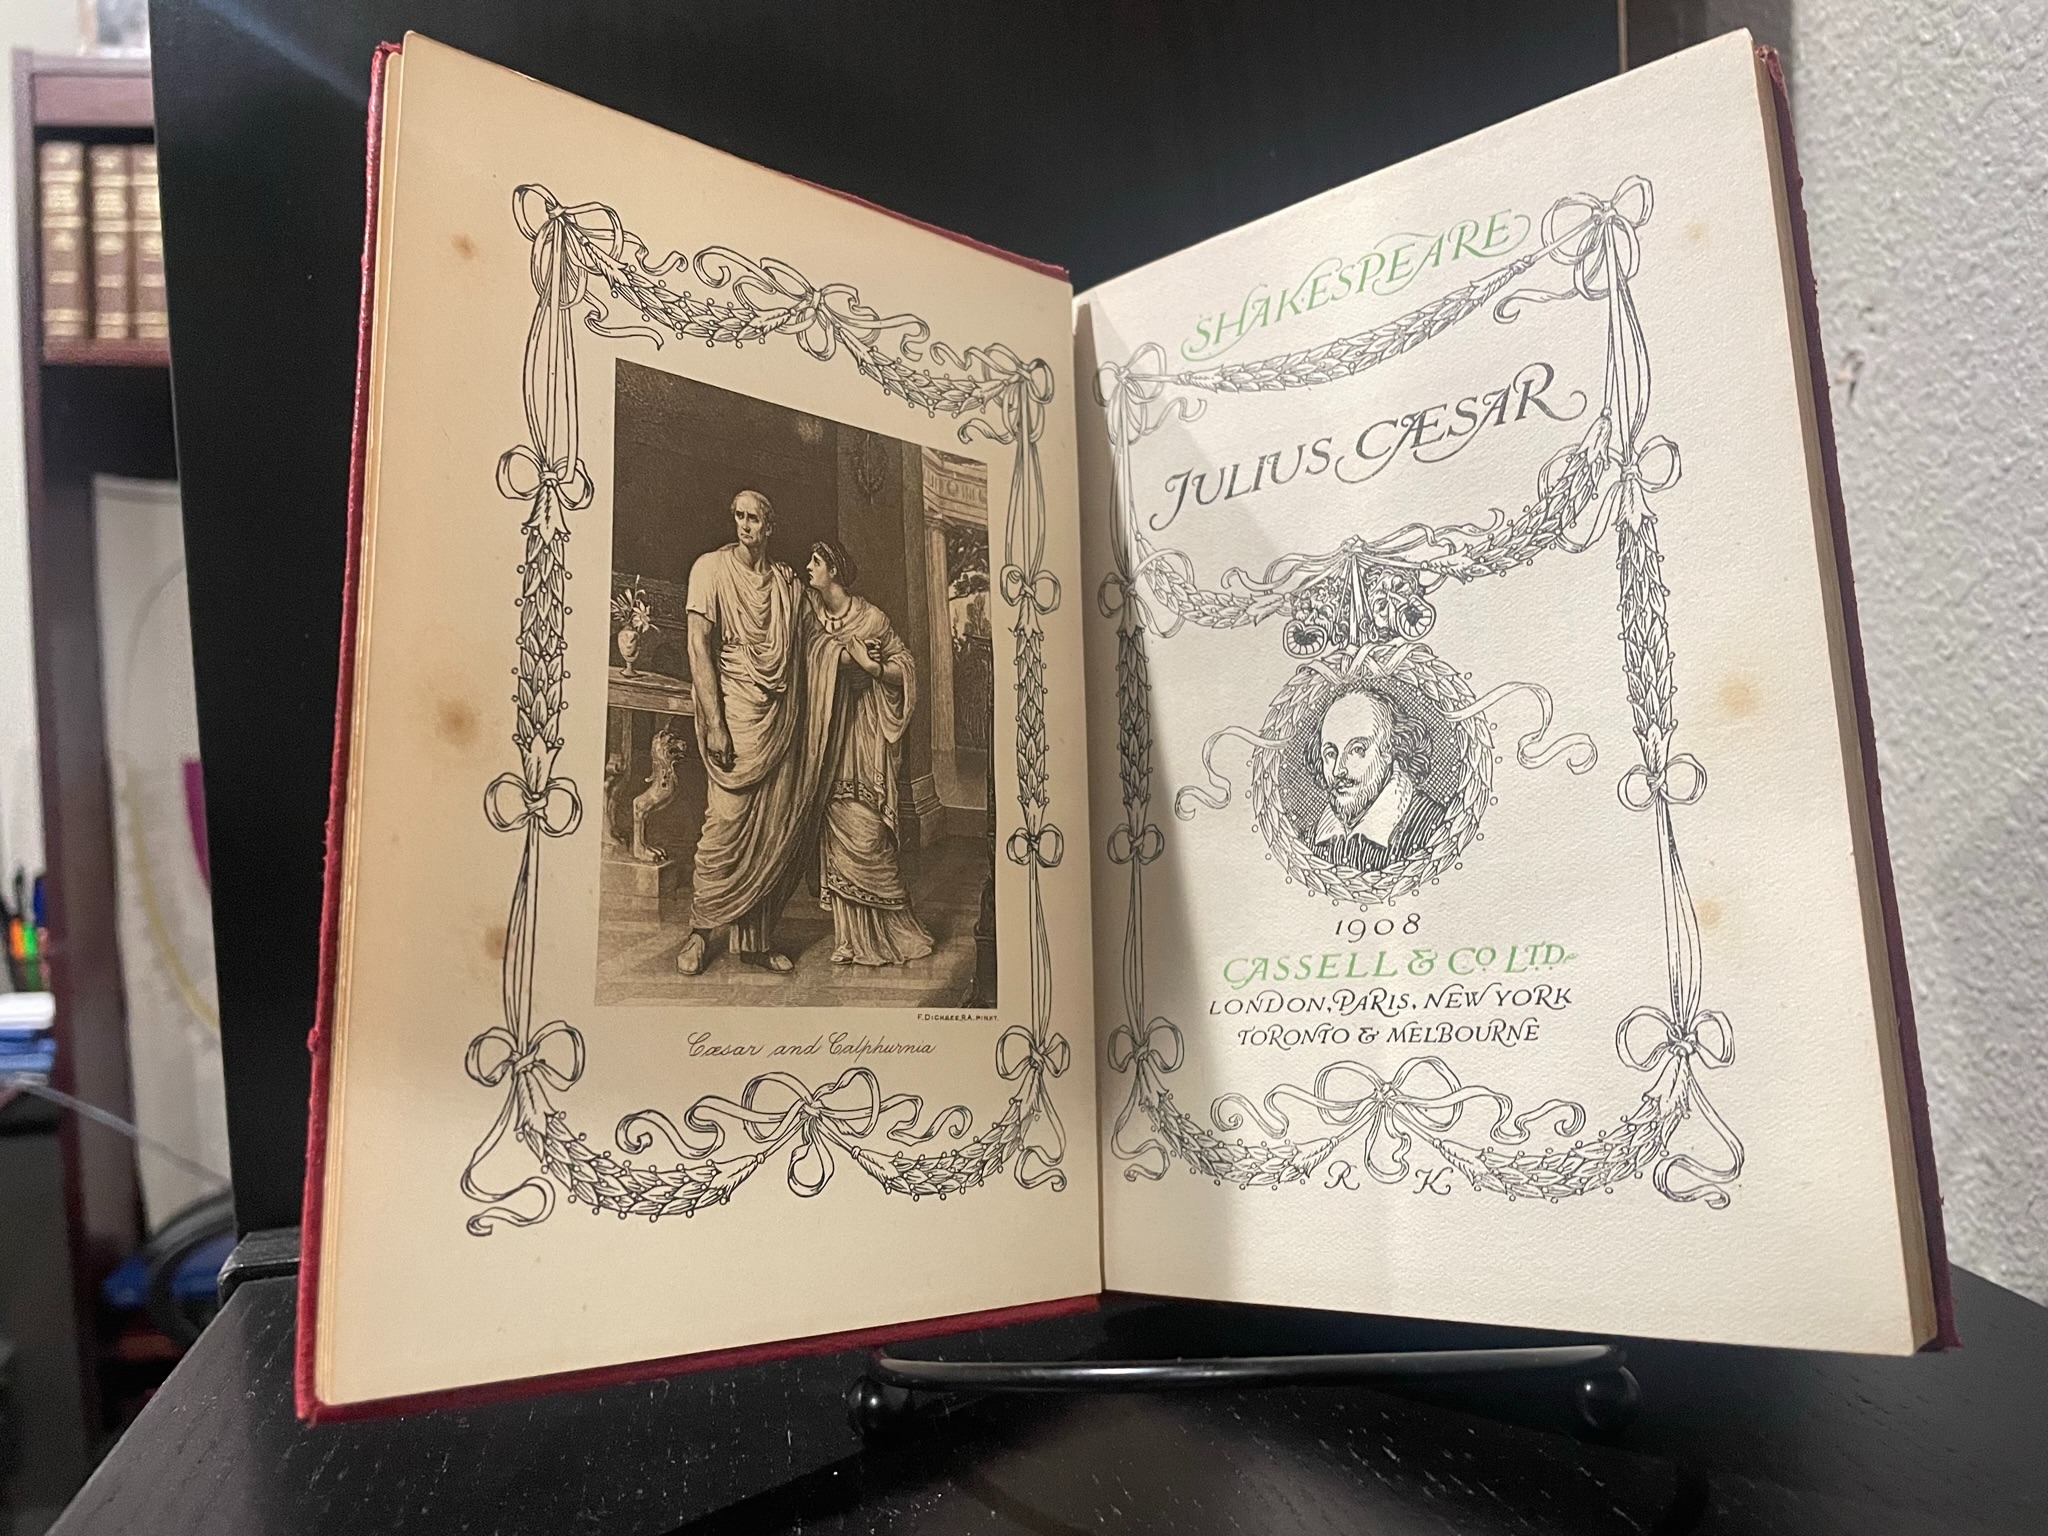 F. DICKSEE, R.A. PINXT.
Cæsar and Calphurnia
SHAKESPEARE
JULIUS CÆSAR
1908
CASSELL & CO LTD.
LONDON, PARIS, NEW YORK
TORONTO & MELBOURNE
R K